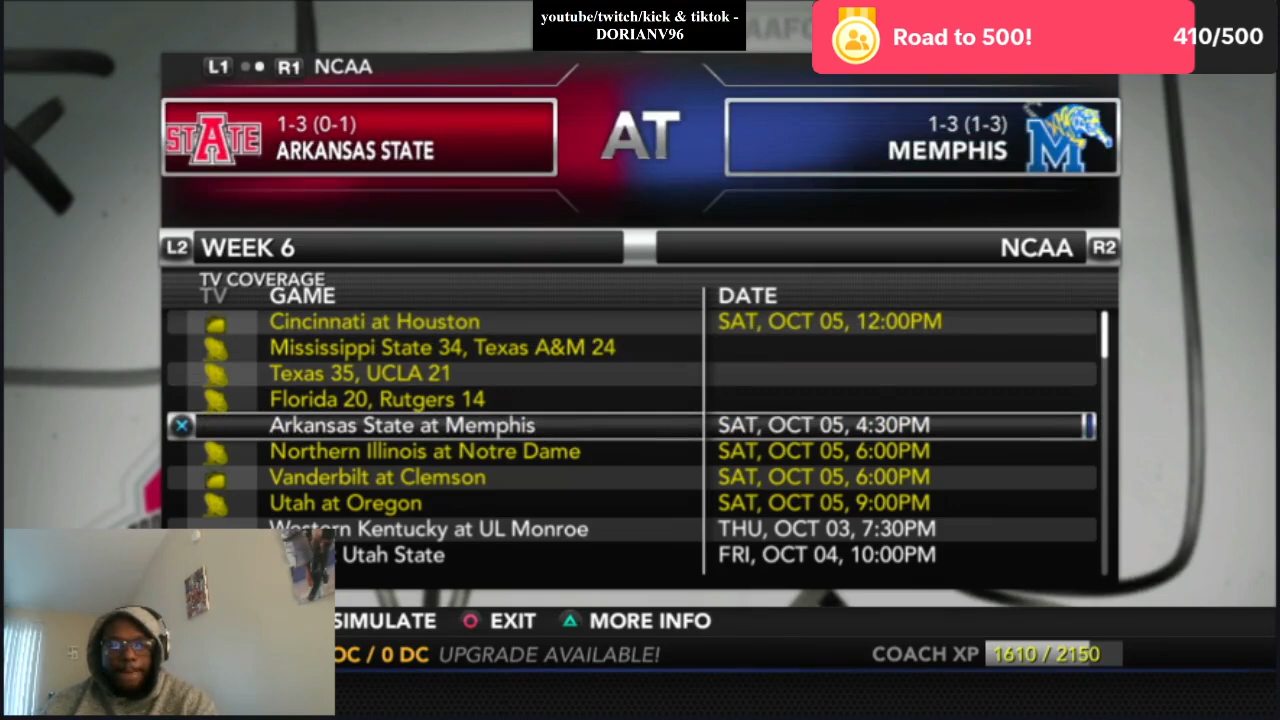 youtube/twitch/kick & tiktok -
DORIANV96
Road to 500!
410/500
L1 R1 NCAA
STATE
1-3 (0-1)
ARKANSAS STATE
AT
1-3 (1-3)
MEMPHIS
M
L2 WEEK 6
NCAA R2
TV COVERAGE
TV GAME DATE
Cincinnati at Houston SAT, OCT 05, 12:00PM
Mississippi State 34, Texas A&M 24
Texas 35, UCLA 21
Florida 20, Rutgers 14
Arkansas State at Memphis SAT, OCT 05, 4:30PM
Northern Illinois at Notre Dame SAT, OCT 05, 6:00PM
Vanderbilt at Clemson SAT, OCT 05, 6:00PM
Utah at Oregon SAT, OCT 05, 9:00PM
Western Kentucky at UL Monroe THU, OCT 03, 7:30PM
Utah State FRI, OCT 04, 10:00PM
SIMULATE EXIT MORE INFO
OC / 0 DC UPGRADE AVAILABLE! COACH XP 1610 / 2150